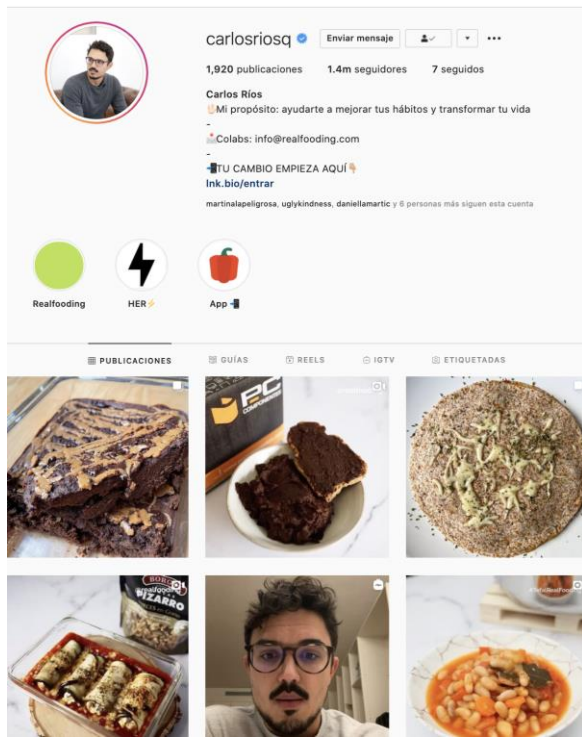 carlosriosq Enviar mensaje
1,920 publicaciones 1.4m seguidores 7 seguidos
Carlos Ríos
Mi propósito: ayudarte a mejorar tus hábitos y transformar tu vida
-
Colabs: info@realfooding.com
-
TU CAMBIO EMPIEZA AQUÍ
lnk.bio/entrar
martinalapeligrosa, uglykindness, daniellamartic y 6 personas más siguen esta cuenta
Realfooding HER App
PUBLICACIONES GUÍAS REELS IGTV ETIQUETADAS
PC
COMPONENTES
BORGES
#realfooding
PIZARRO